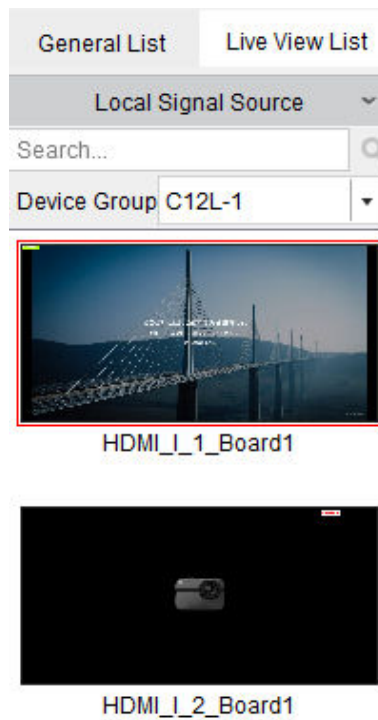 General List
Live View List
Local Signal Source
Search...
Device Group C12L-1
HDMI_I_1_Board1
HDMI_I_2_Board1